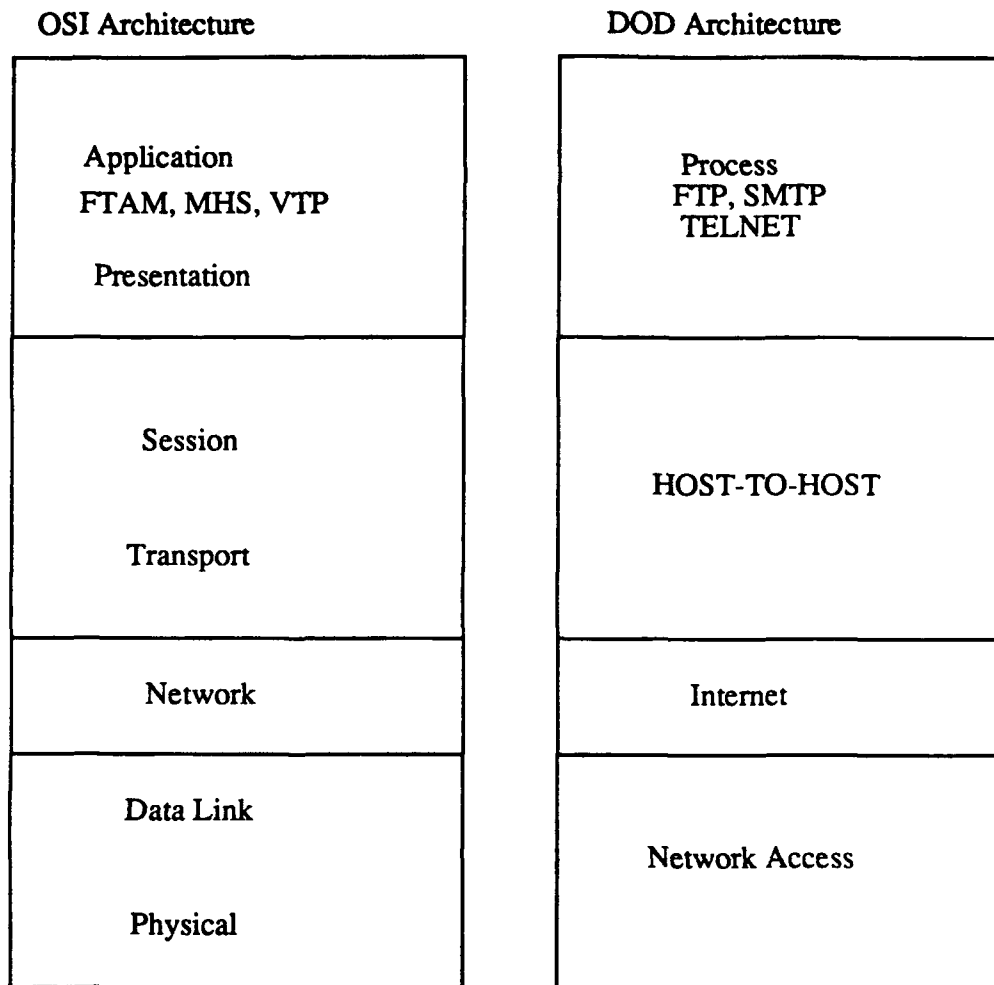 OSI Architecture
Application
FTAM, MHS, VTP
Presentation
Session
Transport
Network
Data Link
Physical
DOD Architecture
Process
FTP, SMTP
TELNET
HOST-TO-HOST
Internet
Network Access